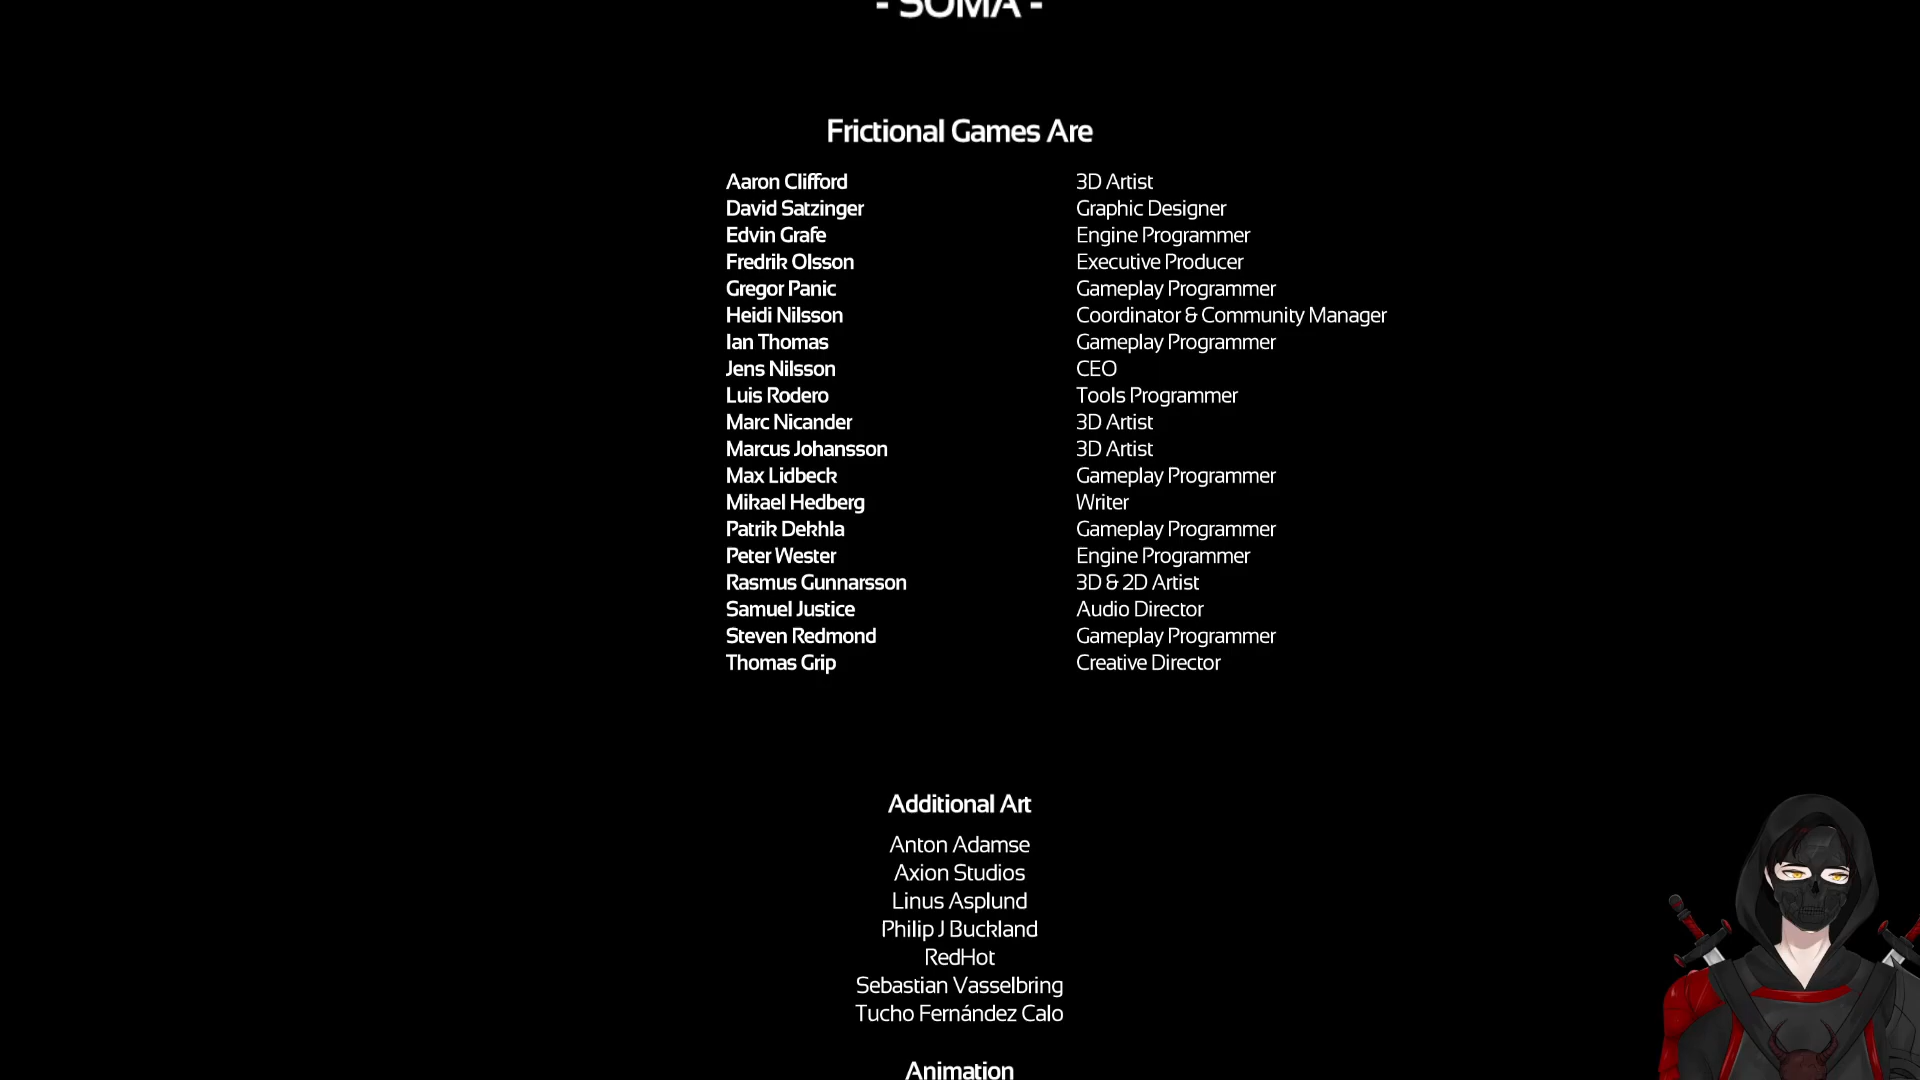 - SOMA -
Frictional Games Are
Aaron Clifford 3D Artist
David Satzinger Graphic Designer
Edvin Grafe Engine Programmer
Fredrik Olsson Executive Producer
Gregor Panic Gameplay Programmer
Heidi Nilsson Coordinator & Community Manager
Ian Thomas Gameplay Programmer
Jens Nilsson CEO
Luis Rodero Tools Programmer
Marc Nicander 3D Artist
Marcus Johansson 3D Artist
Max Lidbeck Gameplay Programmer
Mikael Hedberg Writer
Patrik Dekhla Gameplay Programmer
Peter Wester Engine Programmer
Rasmus Gunnarsson 3D & 2D Artist
Samuel Justice Audio Director
Steven Redmond Gameplay Programmer
Thomas Grip Creative Director
Additional Art
Anton Adamse
Axion Studios
Linus Asplund
Philip J Buckland
RedHot
Sebastian Vasselbring
Tucho Fernández Calo
Animation